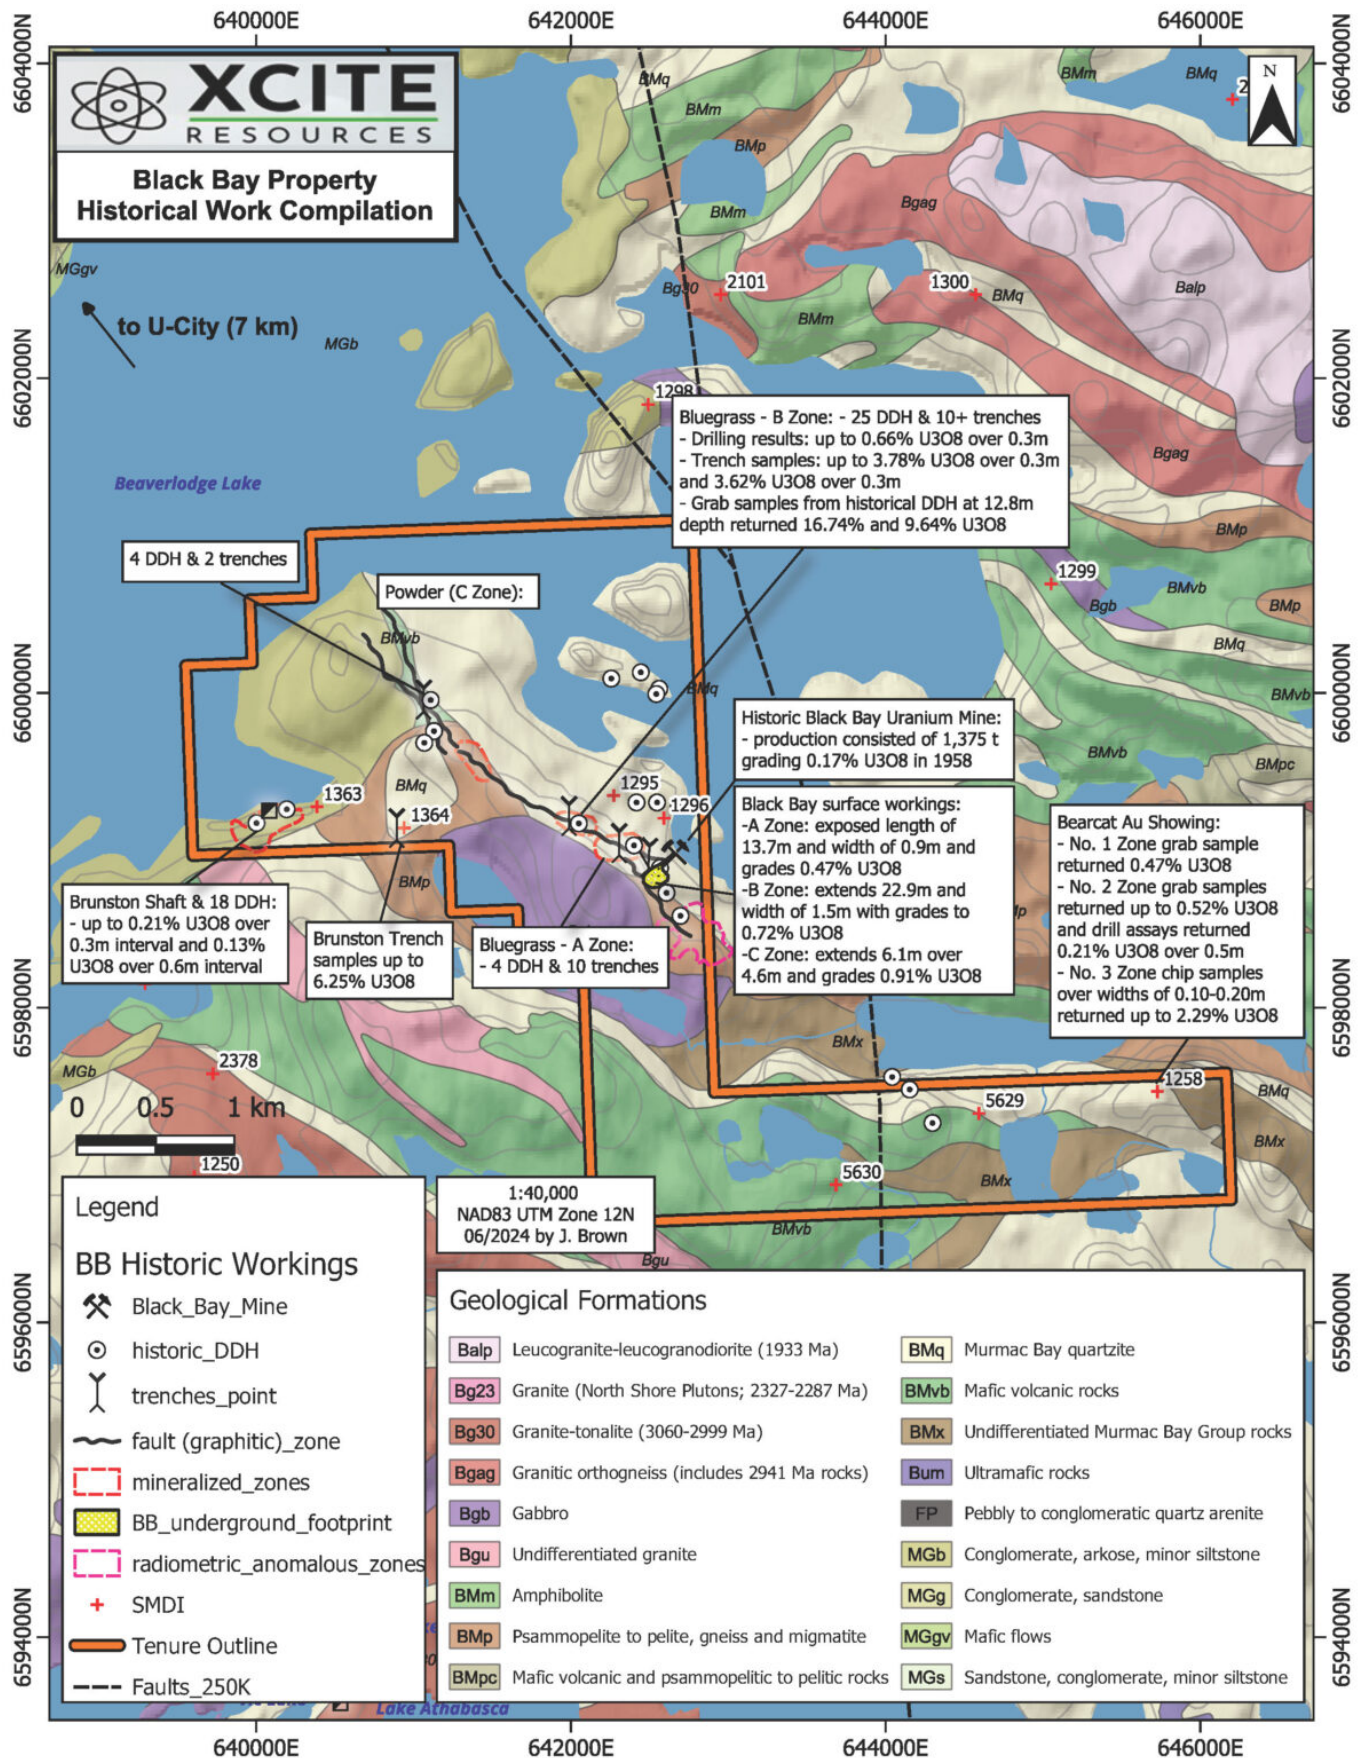 640000E
642000E
644000E
646000E
6604000N
6604000N
XCITE
RESOURCES
Black Bay Property
Historical Work Compilation
N
BMq
BMm
BMp
BMm
BMm
BMq
2
Bgag
Balp
MGgv
to U-City (7 km)
MGb
Bg30
2101
1300
BMq
BMm
6602000N
6602000N
1298
Bgag
Beaverlodge Lake
Bluegrass - B Zone: - 25 DDH & 10+ trenches
- Drilling results: up to 0.66% U3O8 over 0.3m
- Trench samples: up to 3.78% U3O8 over 0.3m
and 3.62% U3O8 over 0.3m
- Grab samples from historical DDH at 12.8m
depth returned 16.74% and 9.64% U3O8
BMp
4 DDH & 2 trenches
Powder (C Zone):
1299
BMvb
Bgb
BMp
BMvb
BMq
6600000N
6600000N
BMq
BMvb
Historic Black Bay Uranium Mine:
- production consisted of 1,375 t
grading 0.17% U3O8 in 1958
BMvb
BMpc
BMq
1363
1364
1295
1296
Black Bay surface workings:
-A Zone: exposed length of
13.7m and width of 0.9m and
grades 0.47% U3O8
-B Zone: extends 22.9m and
width of 1.5m with grades to
0.72% U3O8
-C Zone: extends 6.1m over
4.6m and grades 0.91% U3O8
Bearcat Au Showing:
- No. 1 Zone grab sample
returned 0.47% U3O8
- No. 2 Zone grab samples
returned up to 0.52% U3O8
and drill assays returned
0.21% U3O8 over 0.5m
- No. 3 Zone chip samples
over widths of 0.10-0.20m
returned up to 2.29% U3O8
BMp
Brunston Shaft & 18 DDH:
- up to 0.21% U3O8 over
0.3m interval and 0.13%
U3O8 over 0.6m interval
Brunston Trench
samples up to
6.25% U3O8
Bluegrass - A Zone:
- 4 DDH & 10 trenches
6598000N
6598000N
BMx
MGb
2378
0 0.5 1 km
1250
5629
1258
BMq
BMx
5630
BMx
BMvb
Bgu
1:40,000
NAD83 UTM Zone 12N
06/2024 by J. Brown
Legend
BB Historic Workings
Black_Bay_Mine
historic_DDH
trenches_point
fault (graphitic)_zone
mineralized_zones
BB_underground_footprint
radiometric_anomalous_zones
SMDI
Tenure Outline
Faults_250K
6596000N
6596000N
Geological Formations
Balp Leucogranite-leucogranodiorite (1933 Ma)
Bg23 Granite (North Shore Plutons; 2327-2287 Ma)
Bg30 Granite-tonalite (3060-2999 Ma)
Bgag Granitic orthogneiss (includes 2941 Ma rocks)
Bgb Gabbro
Bgu Undifferentiated granite
BMm Amphibolite
BMp Psammopelite to pelite, gneiss and migmatite
BMpc Mafic volcanic and psammopelitic to pelitic rocks
BMq Murmac Bay quartzite
BMvb Mafic volcanic rocks
BMx Undifferentiated Murmac Bay Group rocks
Bum Ultramafic rocks
FP Pebbly to conglomeratic quartz arenite
MGb Conglomerate, arkose, minor siltstone
MGg Conglomerate, sandstone
MGgv Mafic flows
MGs Sandstone, conglomerate, minor siltstone
6594000N
6594000N
Lake Athabasca
640000E
642000E
644000E
646000E